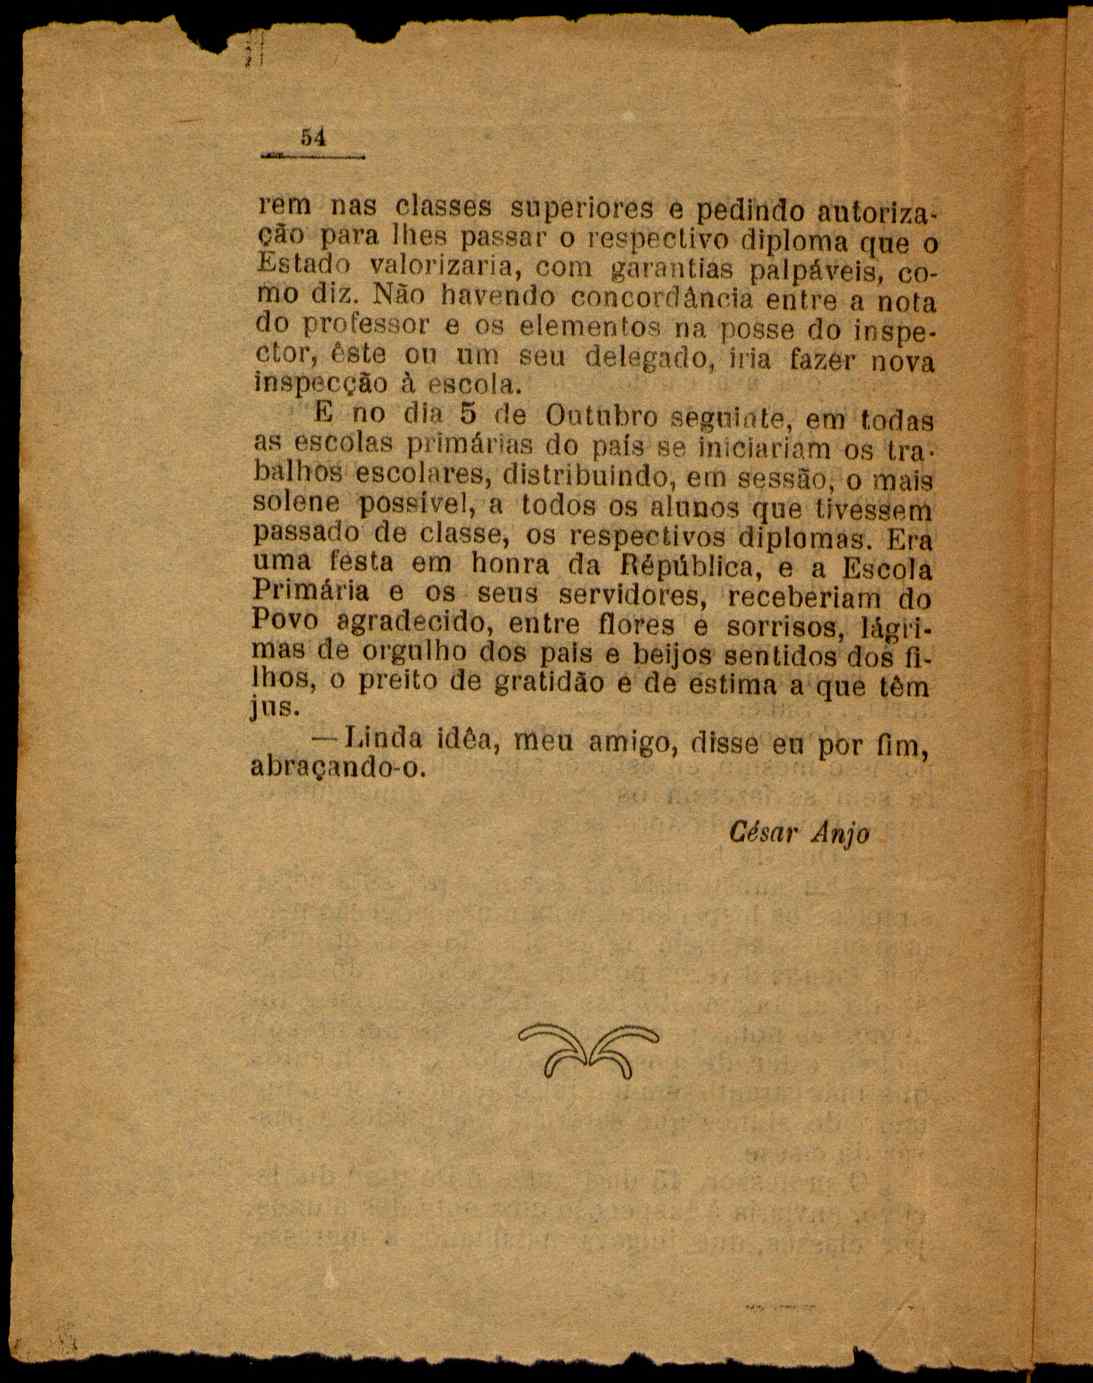 54
rem nas classes superiores e pedindo autoriza-
ção para lhes passar o respectivo diploma que o
Estado valorizaria, com garantias palpáveis, co-
mo diz. Não havendo concordância entre a nota
do professor e os elementos na posse do inspe-
ctor, êste ou um seu delegado, iria fazer nova
inspecção à escola.
E no dia 5 de Outubro seguinte, em todas
as escolas primárias do país se iniciariam os tra-
balhos escolares, distribuindo, em sessão, o mais
solene possível, a todos os alunos que tivessem
passado de classe, os respectivos diplomas. Era
uma festa em honra da Répública, e a Escola
Primária e os seus servidores, receberiam do
Povo agradecido, entre flores e sorrisos, lágri-
mas de orgulho dos pais e beijos sentidos dos fi-
lhos, o preito de gratidão e de estima a que têm
jus.
—Linda idêa, meu amigo, disse eu por fim,
abraçando-o.
César Anjo